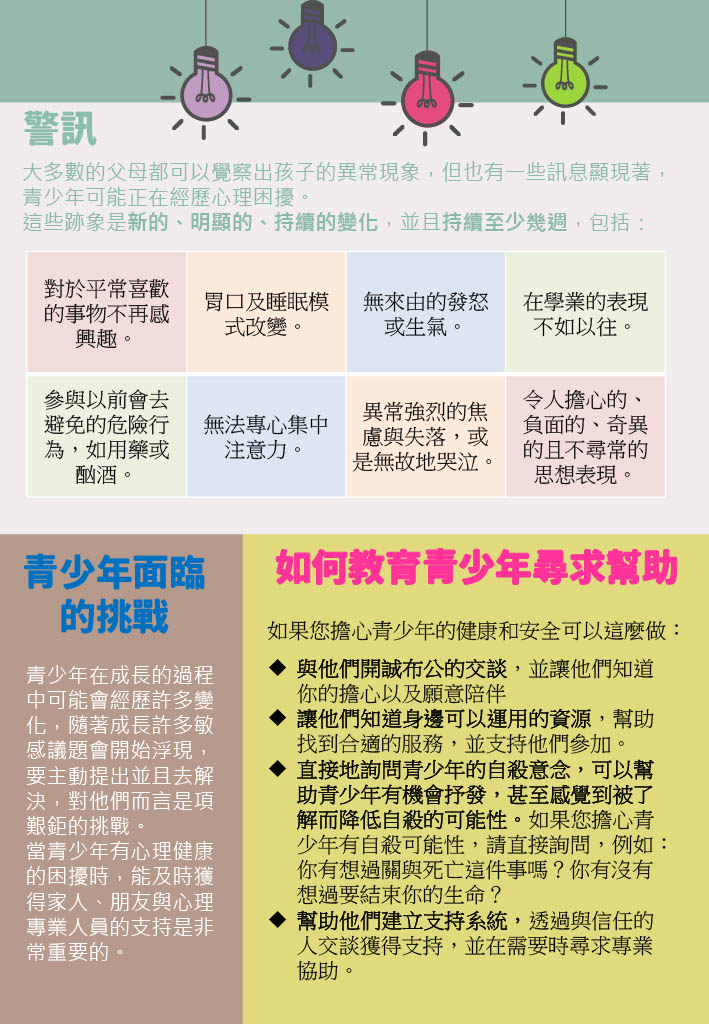 警訊
大多數的父母都可以覺察出孩子的異常現象，但也有一些訊息顯現著，
青少年可能正在經歷心理困擾。
這些跡象是新的、明顯的、持續的變化，並且持續至少幾週，包括：
對於平常喜歡
的事物不再感
興趣。
胃口及睡眠模
式改變。
無來由的發怒
或生氣。
在學業的表現
不如以往。
參與以前會去
避免的危險行
為，如用藥或
酗酒。
無法專心集中
注意力。
異常強烈的焦
慮與失落，或
是無故地哭泣。
令人擔心的、
負面的、奇異
的且不尋常的
思想表現。
青少年面臨
的挑戰
青少年在成長的過程
中可能會經歷許多變
化，隨著成長許多敏
感議題會開始浮現，
要主動提出並且去解
決，對他們而言是項
艱鉅的挑戰。
當青少年有心理健康
的困擾時，能及時獲
得家人、朋友與心理
專業人員的支持是非
常重要的。
如何教育青少年尋求幫助
如果您擔心青少年的健康和安全可以這麼做：
◆ 與他們開誠布公的交談，並讓他們知道
你的擔心以及願意陪伴
◆ 讓他們知道身邊可以運用的資源，幫助
找到合適的服務，並支持他們參加。
◆ 直接地詢問青少年的自殺意念，可以幫
助青少年有機會抒發，甚至感覺到被了
解而降低自殺的可能性。如果您擔心青
少年有自殺可能性，請直接詢問，例如：
你有想過關與死亡這件事嗎？你有沒有
想過要結束你的生命？
◆ 幫助他們建立支持系統，透過與信任的
人交談獲得支持，並在需要時尋求專業
協助。